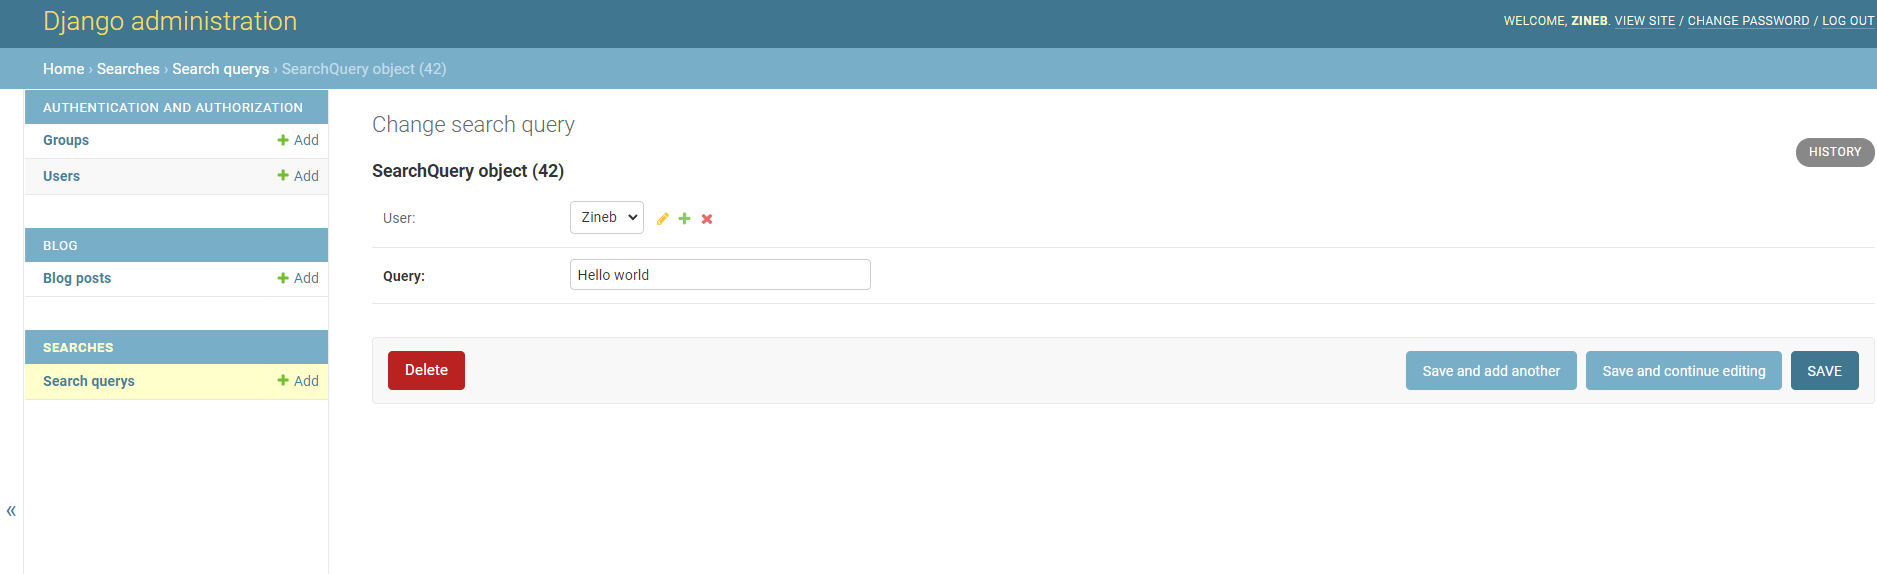 Django administration
WELCOME, ZINEB. VIEW SITE / CHANGE PASSWORD / LOG OUT
Home › Searches › Search querys › SearchQuery object (42)
AUTHENTICATION AND AUTHORIZATION
Groups + Add
Users + Add
BLOG
Blog posts + Add
SEARCHES
Search querys + Add
«
Change search query
HISTORY
SearchQuery object (42)
User: Zineb
Query: Hello world
Delete Save and add another Save and continue editing SAVE